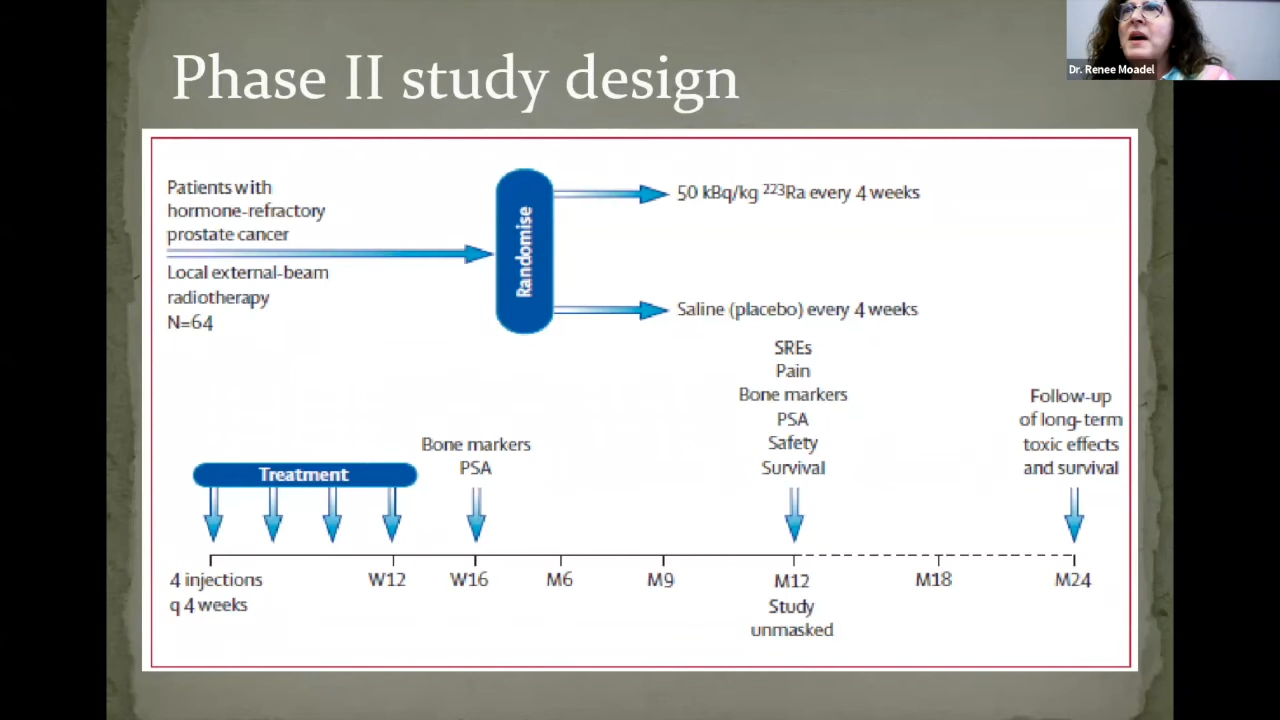 Phase II study design
Dr. Renee Moadel
Patients with
hormone-refractory
prostate cancer
Local external-beam
radiotherapy
N=64
Randomise
50 kBq/kg ²²³Ra every 4 weeks
Saline (placebo) every 4 weeks
SREs
Pain
Bone markers
PSA
Safety
Survival
Follow-up
of long-term
toxic effects
and survival
Bone markers
PSA
Treatment
4 injections
q 4 weeks
W12
W16
M6
M9
M12
Study
unmasked
M18
M24